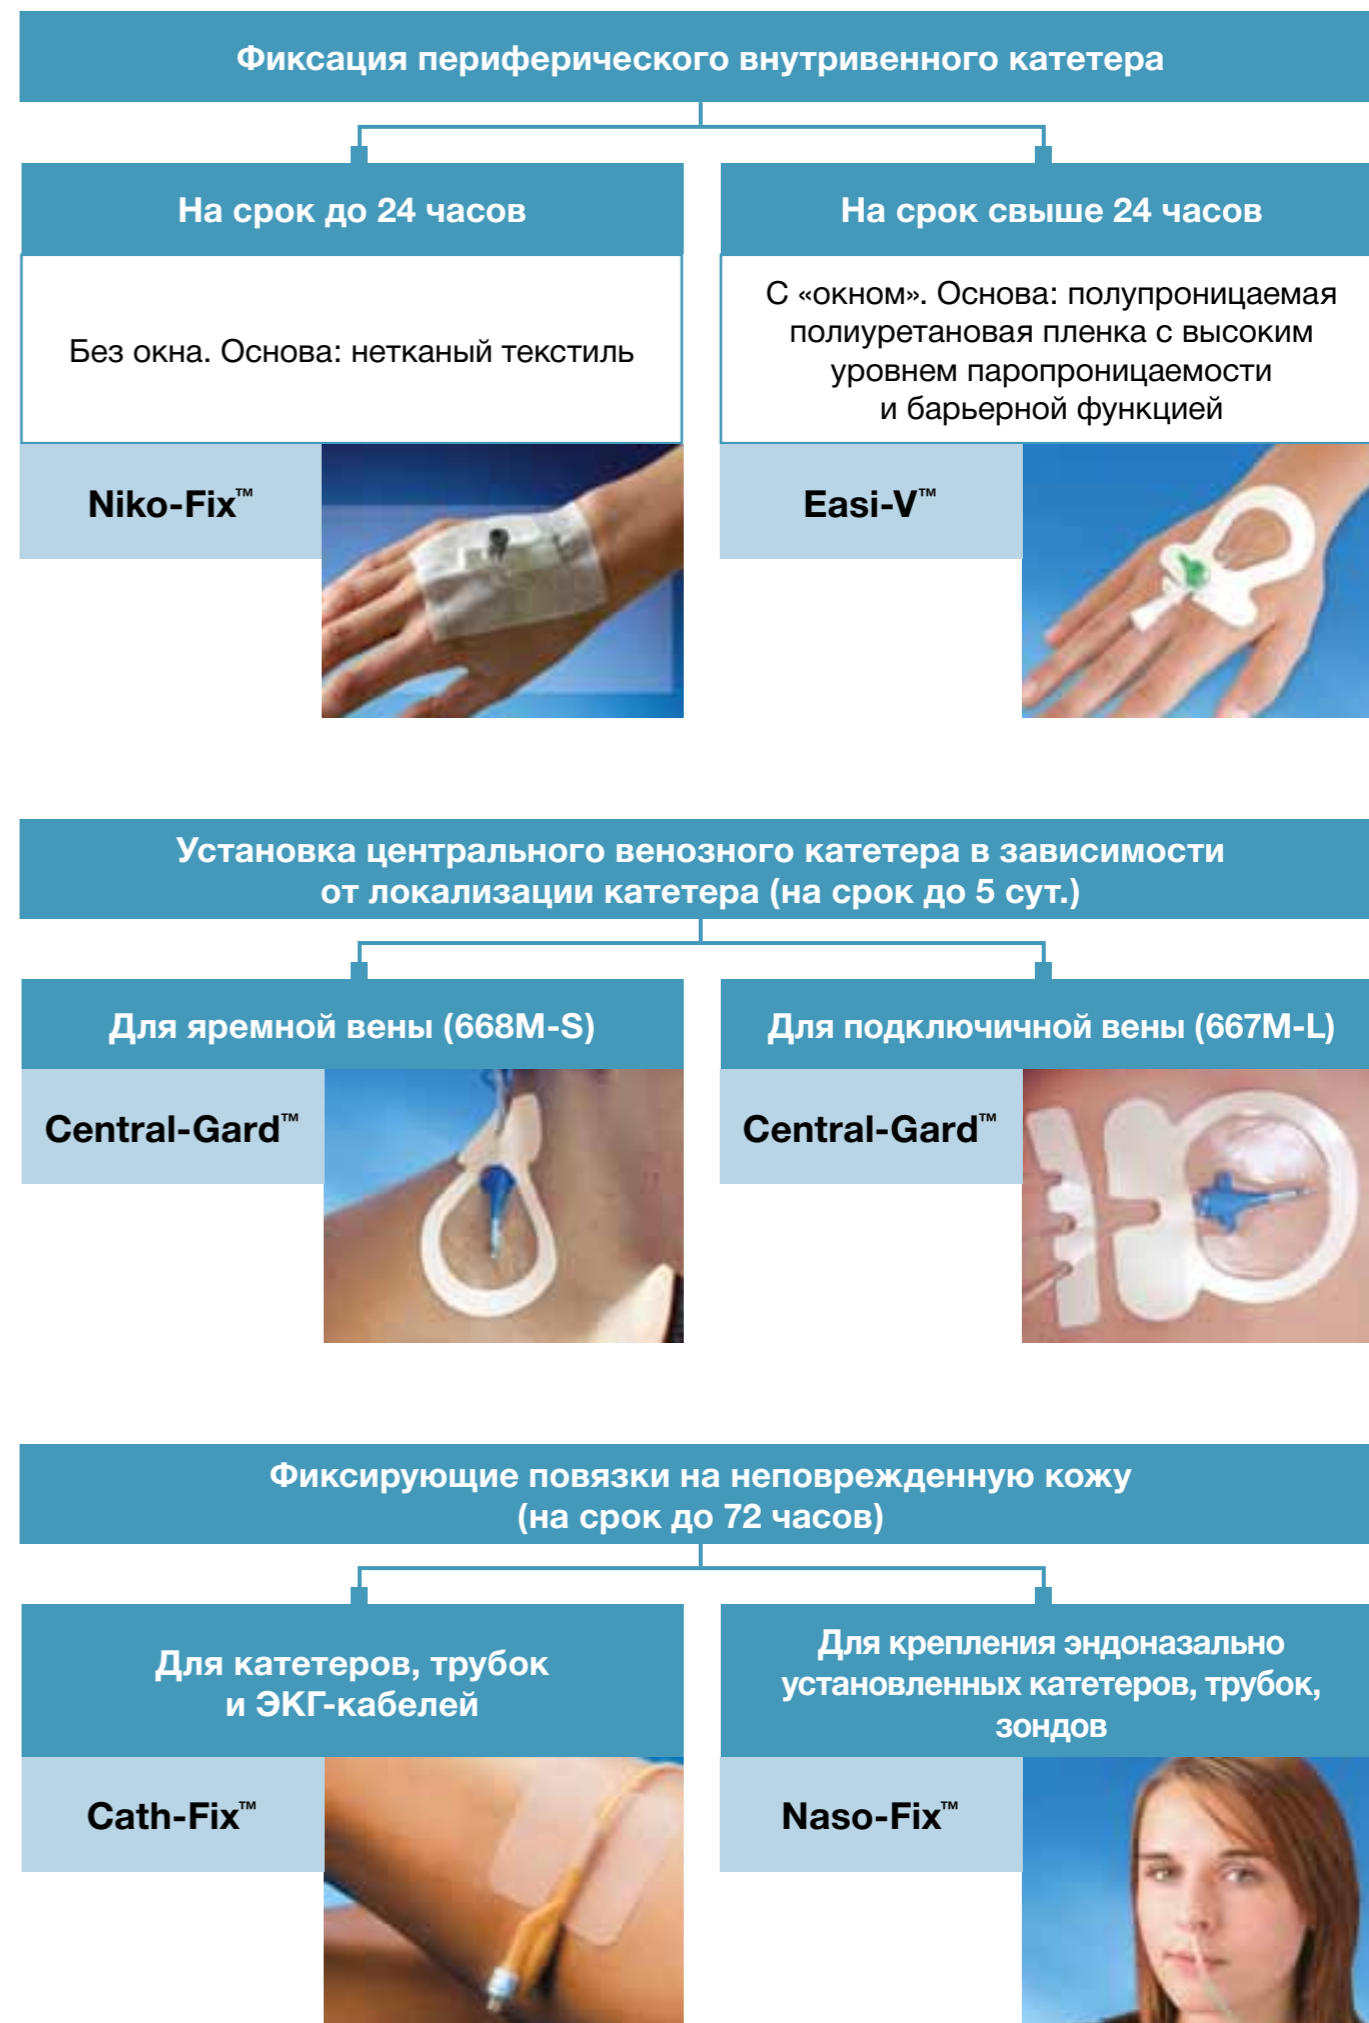 Фиксация периферического внутривенного катетера
На срок до 24 часов
Без окна. Основа: нетканый текстиль
Niko-Fix™
На срок свыше 24 часов
С «окном». Основа: полупроницаемая
полиуретановая пленка с высоким
уровнем паропроницаемости
и барьерной функцией
Easi-V™
Установка центрального венозного катетера в зависимости
от локализации катетера (на срок до 5 сут.)
Для яремной вены (668M-S)
Central-Gard™
Для подключичной вены (667M-L)
Central-Gard™
Фиксирующие повязки на неповрежденную кожу
(на срок до 72 часов)
Для катетеров, трубок
и ЭКГ-кабелей
Cath-Fix™
Для крепления эндоназально
установленных катетеров, трубок,
зондов
Naso-Fix™